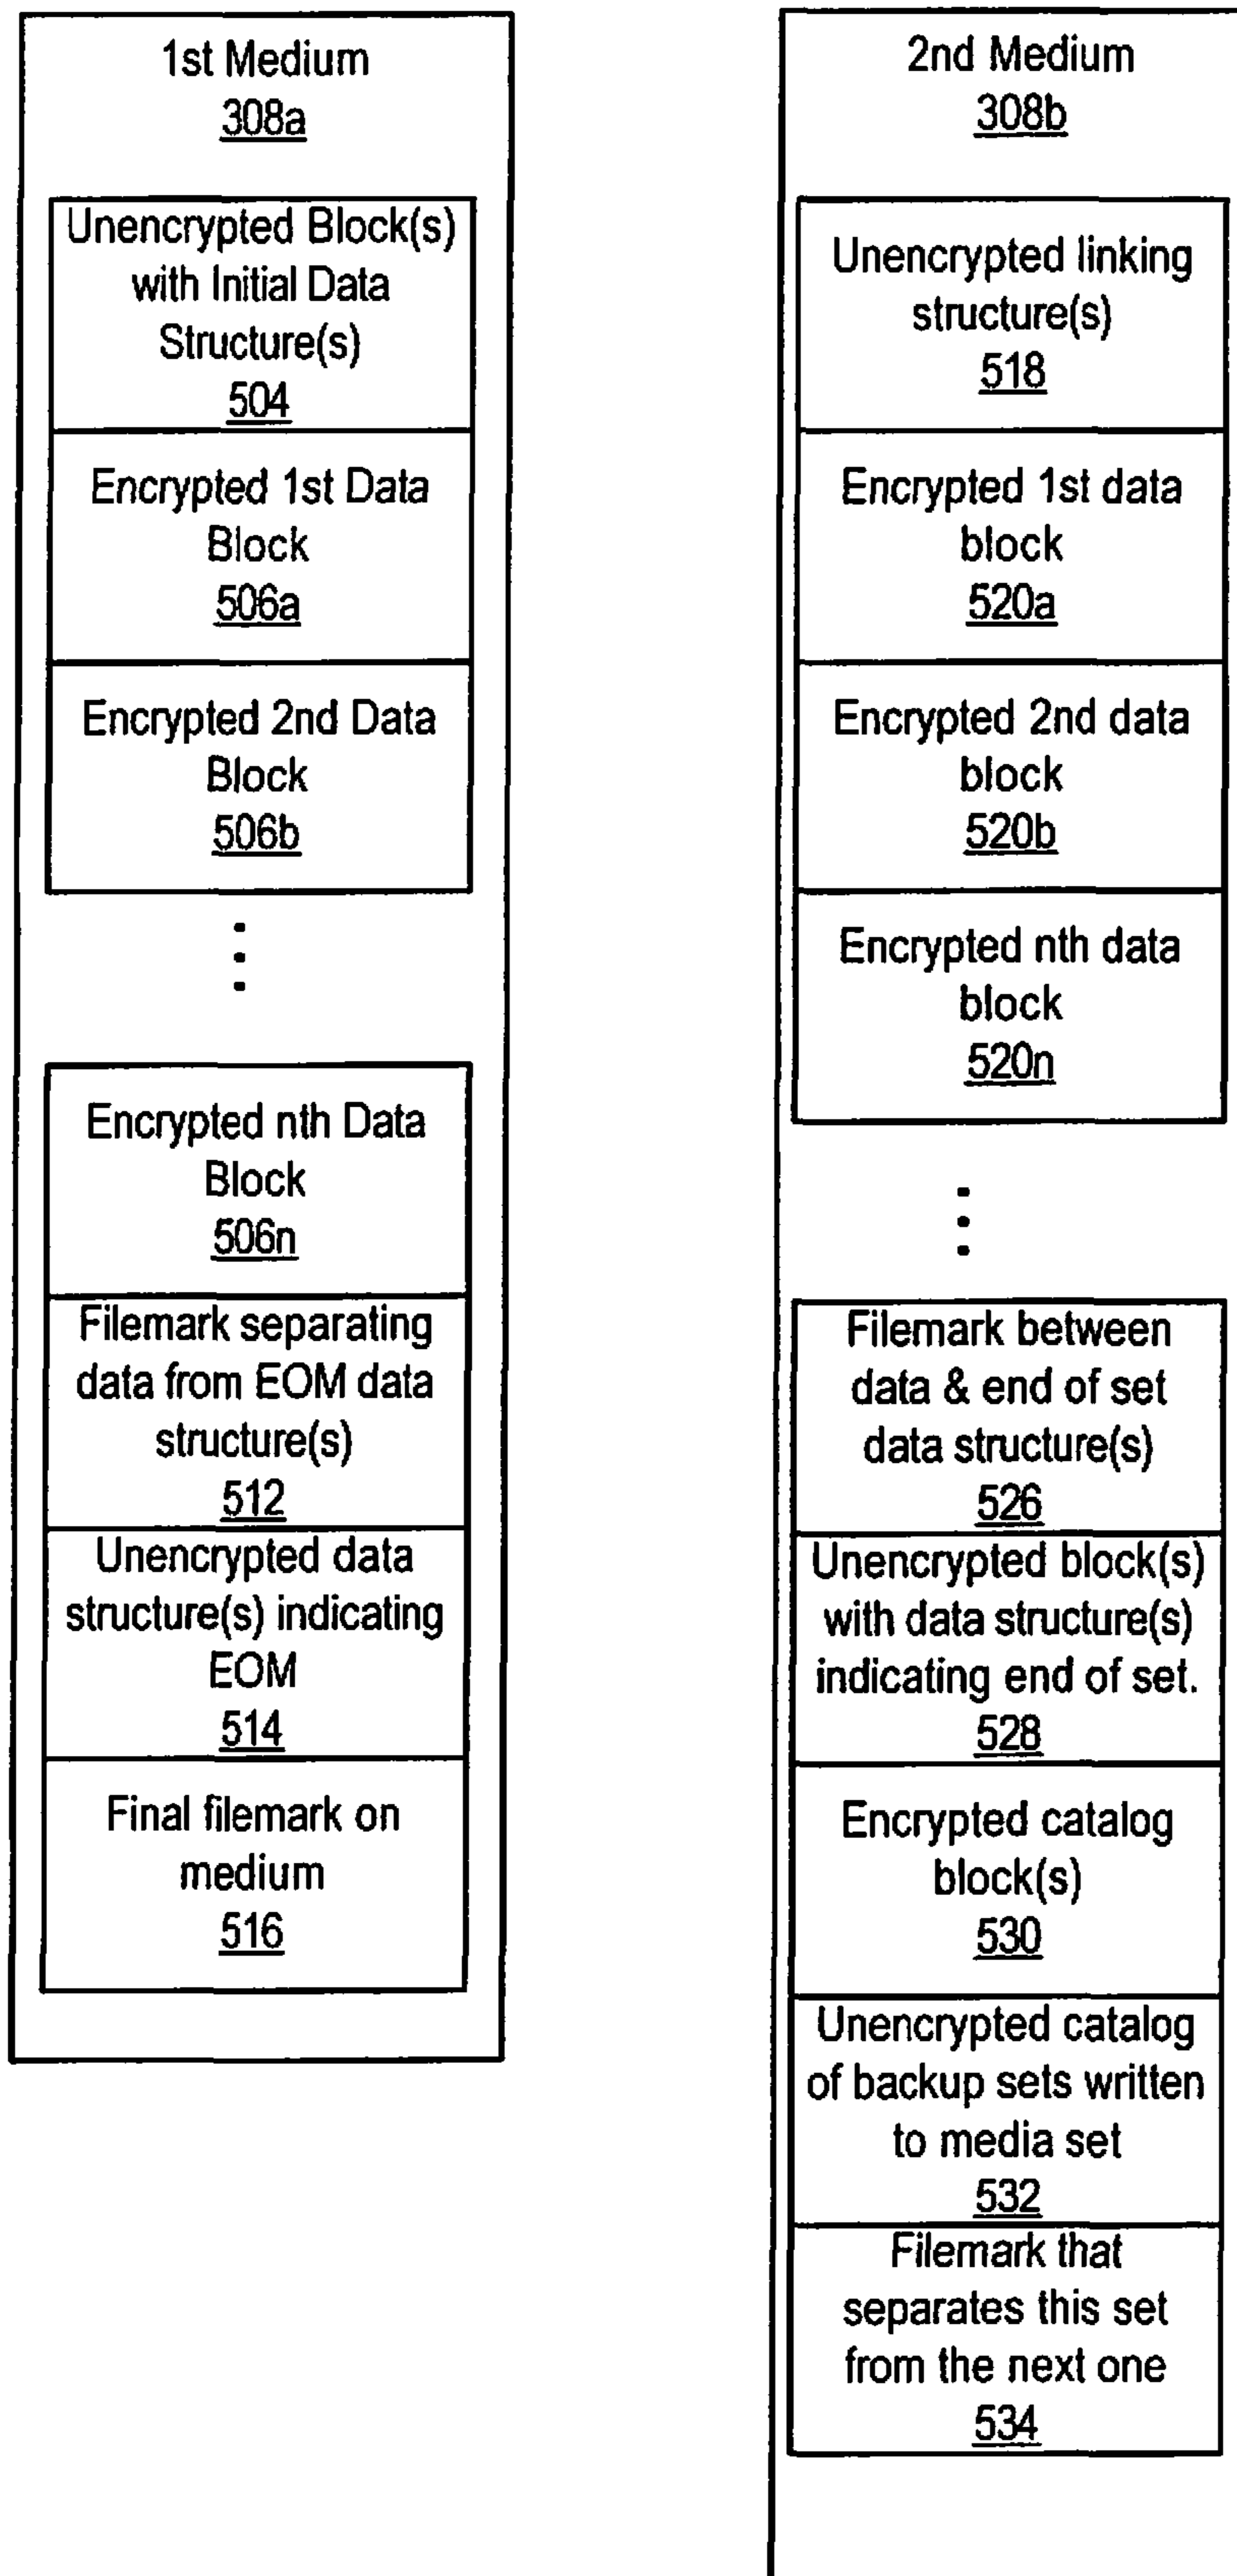 1st Medium
308a
Unencrypted Block(s)
with Initial Data
Structure(s)
504
Encrypted 1st Data
Block
506a
Encrypted 2nd Data
Block
506b
Encrypted nth Data
Block
506n
Filemark separating
data from EOM data
structure(s)
512
Unencrypted data
structure(s) indicating
EOM
514
Final filemark on
medium
516
2nd Medium
308b
Unencrypted linking
structure(s)
518
Encrypted 1st data
block
520a
Encrypted 2nd data
block
520b
Encrypted nth data
block
520n
Filemark between
data & end of set
data structure(s)
526
Unencrypted block(s)
with data structure(s)
indicating end of set.
528
Encrypted catalog
block(s)
530
Unencrypted catalog
of backup sets written
to media set
532
Filemark that
separates this set
from the next one
534